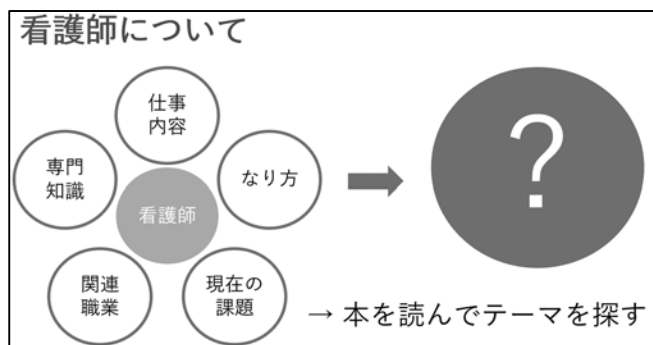 看護師について
仕事
内容
専門
知識
なり方
看護師
関連
職業
現在の
課題
?
→ 本を読んでテーマを探す